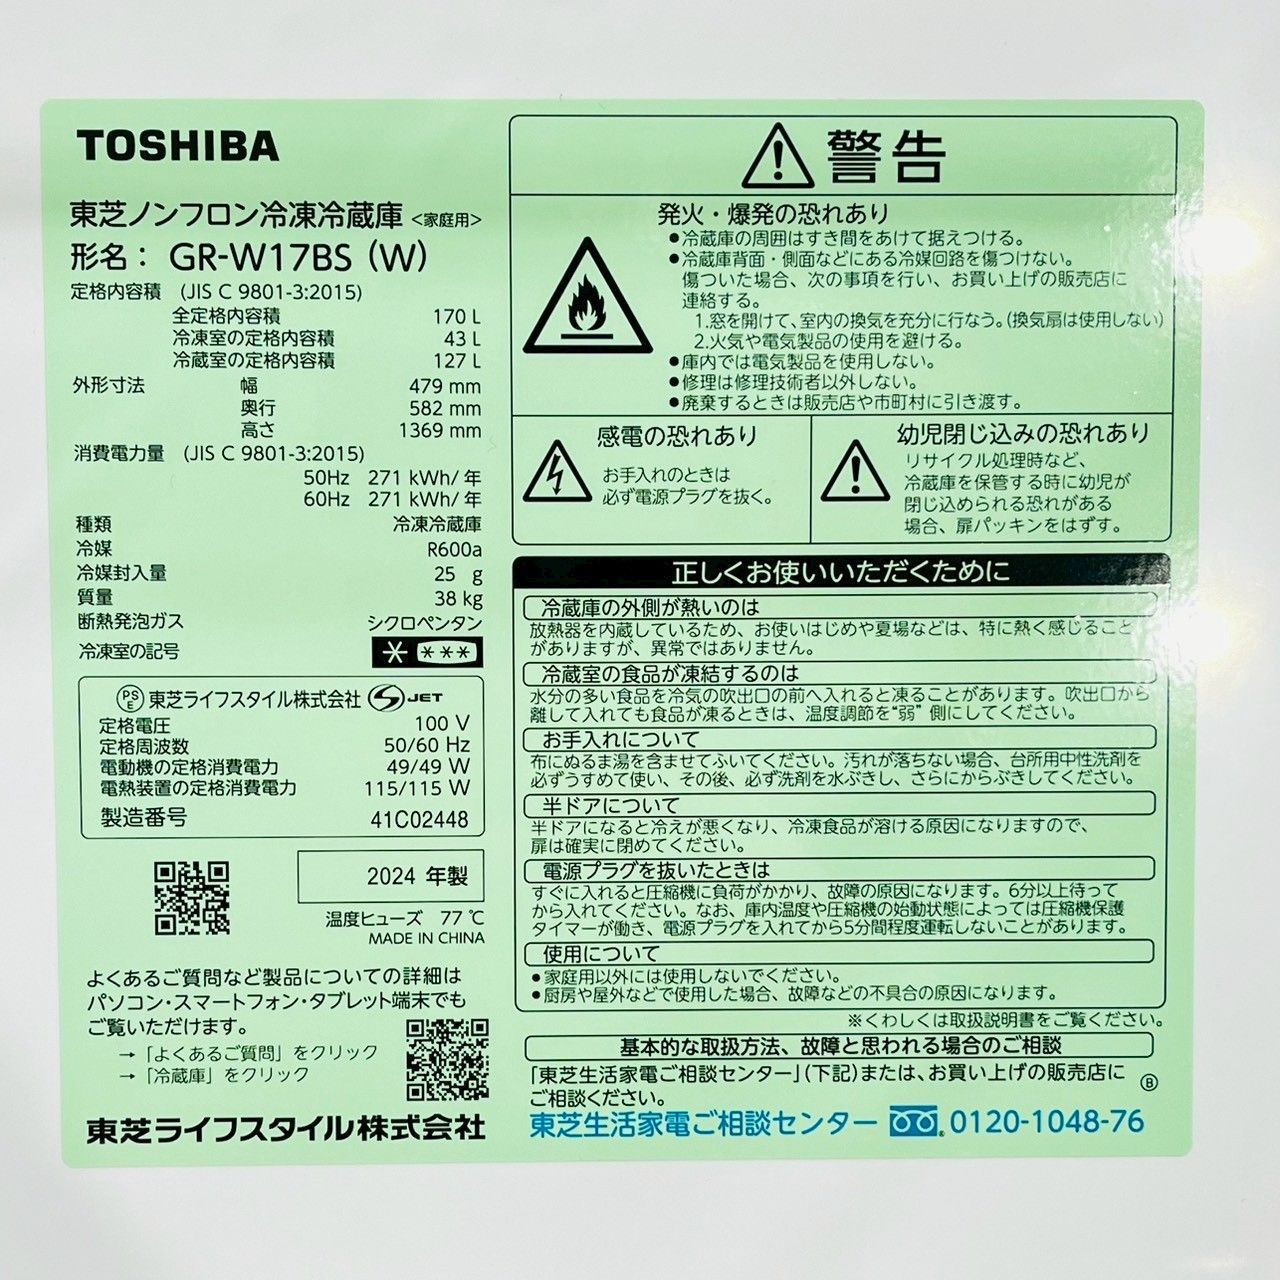 TOSHIBA
東芝ノンフロン冷凍冷蔵庫 <家庭用>
形名： GR-W17BS (W)
定格内容積 (JIS C 9801-3:2015)
全定格内容積 170 L
冷凍室の定格内容積 43 L
冷蔵室の定格内容積 127 L
外形寸法 幅 479 mm
奥行 582 mm
高さ 1369 mm
消費電力量 (JIS C 9801-3:2015)
50Hz 271 kWh/年
60Hz 271 kWh/年
種類 冷凍冷蔵庫
冷媒 R600a
冷媒封入量 25 g
質量 38 kg
断熱発泡ガス シクロペンタン
冷凍室の記号 * ***
PSE 東芝ライフスタイル株式会社 S JET
定格電圧 100 V
定格周波数 50/60 Hz
電動機の定格消費電力 49/49 W
電熱装置の定格消費電力 115/115 W
製造番号 41C02448
2024 年製
温度ヒューズ 77℃
MADE IN CHINA
よくあるご質問など製品についての詳細は
パソコン・スマートフォン・タブレット端末でも
ご覧いただけます。
→「よくあるご質問」をクリック
→「冷蔵庫」をクリック
東芝ライフスタイル株式会社
警告
発火・爆発の恐れあり
●冷蔵庫の周囲はすき間をあけて据えつける。
●冷蔵庫背面・側面などにある冷媒回路を傷つけない。
傷ついた場合、次の事項を行い、お買い上げの販売店に
連絡する。
1.窓を開けて、室内の換気を充分に行なう。(換気扇は使用しない)
2.火気や電気製品の使用を避ける。
●庫内では電気製品を使用しない。
●修理は修理技術者以外しない。
●廃棄するときは販売店や市町村に引き渡す。
感電の恐れあり
お手入れのときは
必ず電源プラグを抜く。
幼児閉じ込みの恐れあり
リサイクル処理時など、
冷蔵庫を保管する時に幼児が
閉じ込められる恐れがある
場合、扉パッキンをはずす。
正しくお使いいただくために
冷蔵庫の外側が熱いのは
放熱器を内蔵しているため、お使いはじめや夏場などは、特に熱く感じること
がありますが、異常ではありません。
冷蔵室の食品が凍結するのは
水分の多い食品を冷気の吹出口の前へ入れると凍ることがあります。吹出口から
離して入れても食品が凍るときは、温度調節を“弱”側にしてください。
お手入れについて
布にぬるま湯を含ませてふいてください。汚れが落ちない場合、台所用中性洗剤を
必ずうすめて使い、その後、必ず洗剤を水ぶきし、さらにからぶきしてください。
半ドアについて
半ドアになると冷えが悪くなり、冷凍食品が溶ける原因になりますので、
扉は確実に閉めてください。
電源プラグを抜いたときは
すぐに入れると圧縮機に負荷がかかり、故障の原因になります。6分以上待って
から入れてください。なお、庫内温度や圧縮機の始動状態によっては圧縮機保護
タイマーが働き、電源プラグを入れてから5分間程度運転しないことがあります。
使用について
●家庭用以外には使用しないでください。
●厨房や屋外などで使用した場合、故障などの不具合の原因になります。
※くわしくは取扱説明書をご覧ください。
基本的な取扱方法、故障と思われる場合のご相談
「東芝生活家電ご相談センター」(下記)または、お買い上げの販売店に
ご相談ください。
Ⓑ
東芝生活家電ご相談センター 0120-1048-76